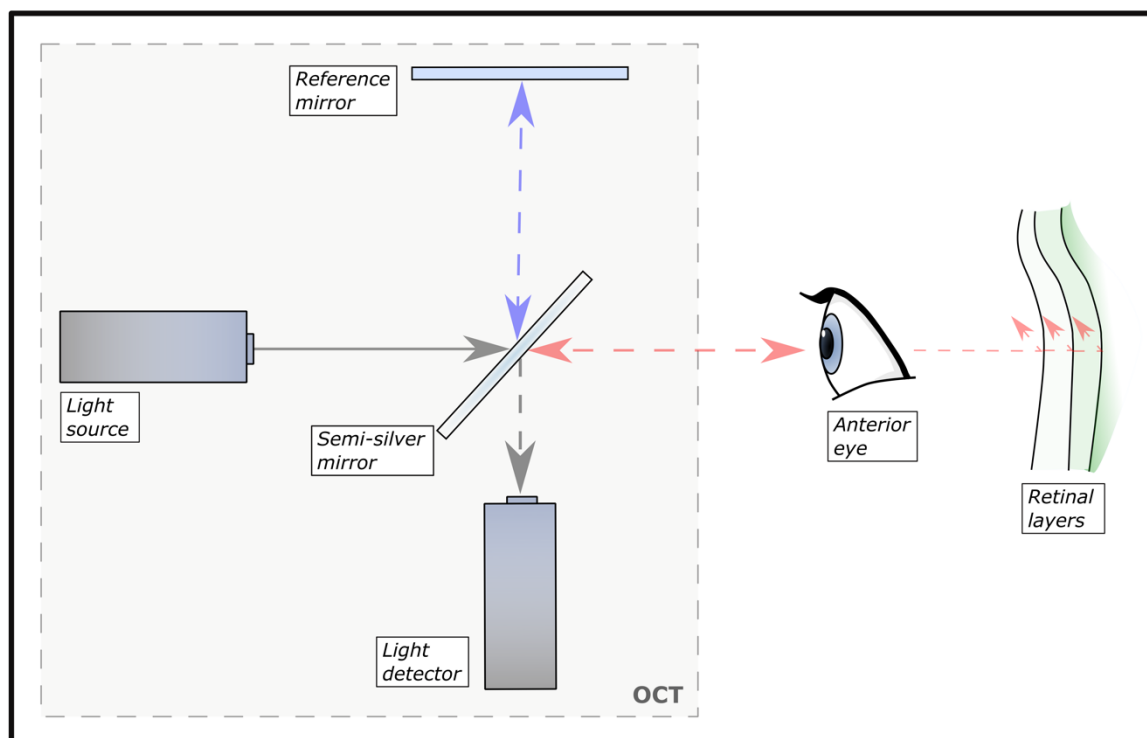 Reference
mirror
Light
source
Semi-silver
mirror
Anterior
eye
Retinal
layers
Light
detector
OCT